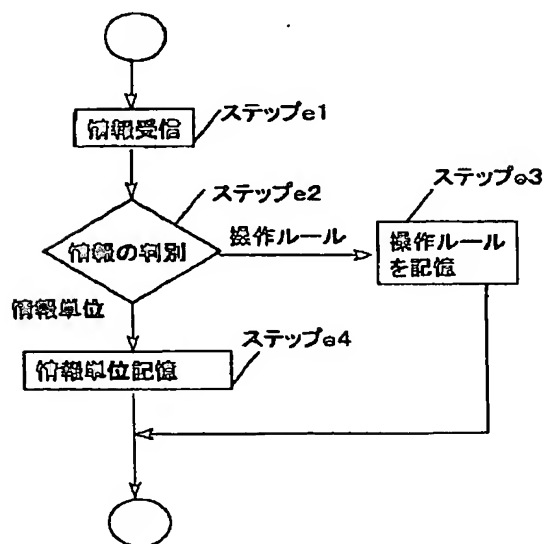 ステップe1
情報受信
ステップe2
ステップe3
情報の判別
操作ルール
操作ルール
を記憶
情報単位
ステップe4
情報単位記憶